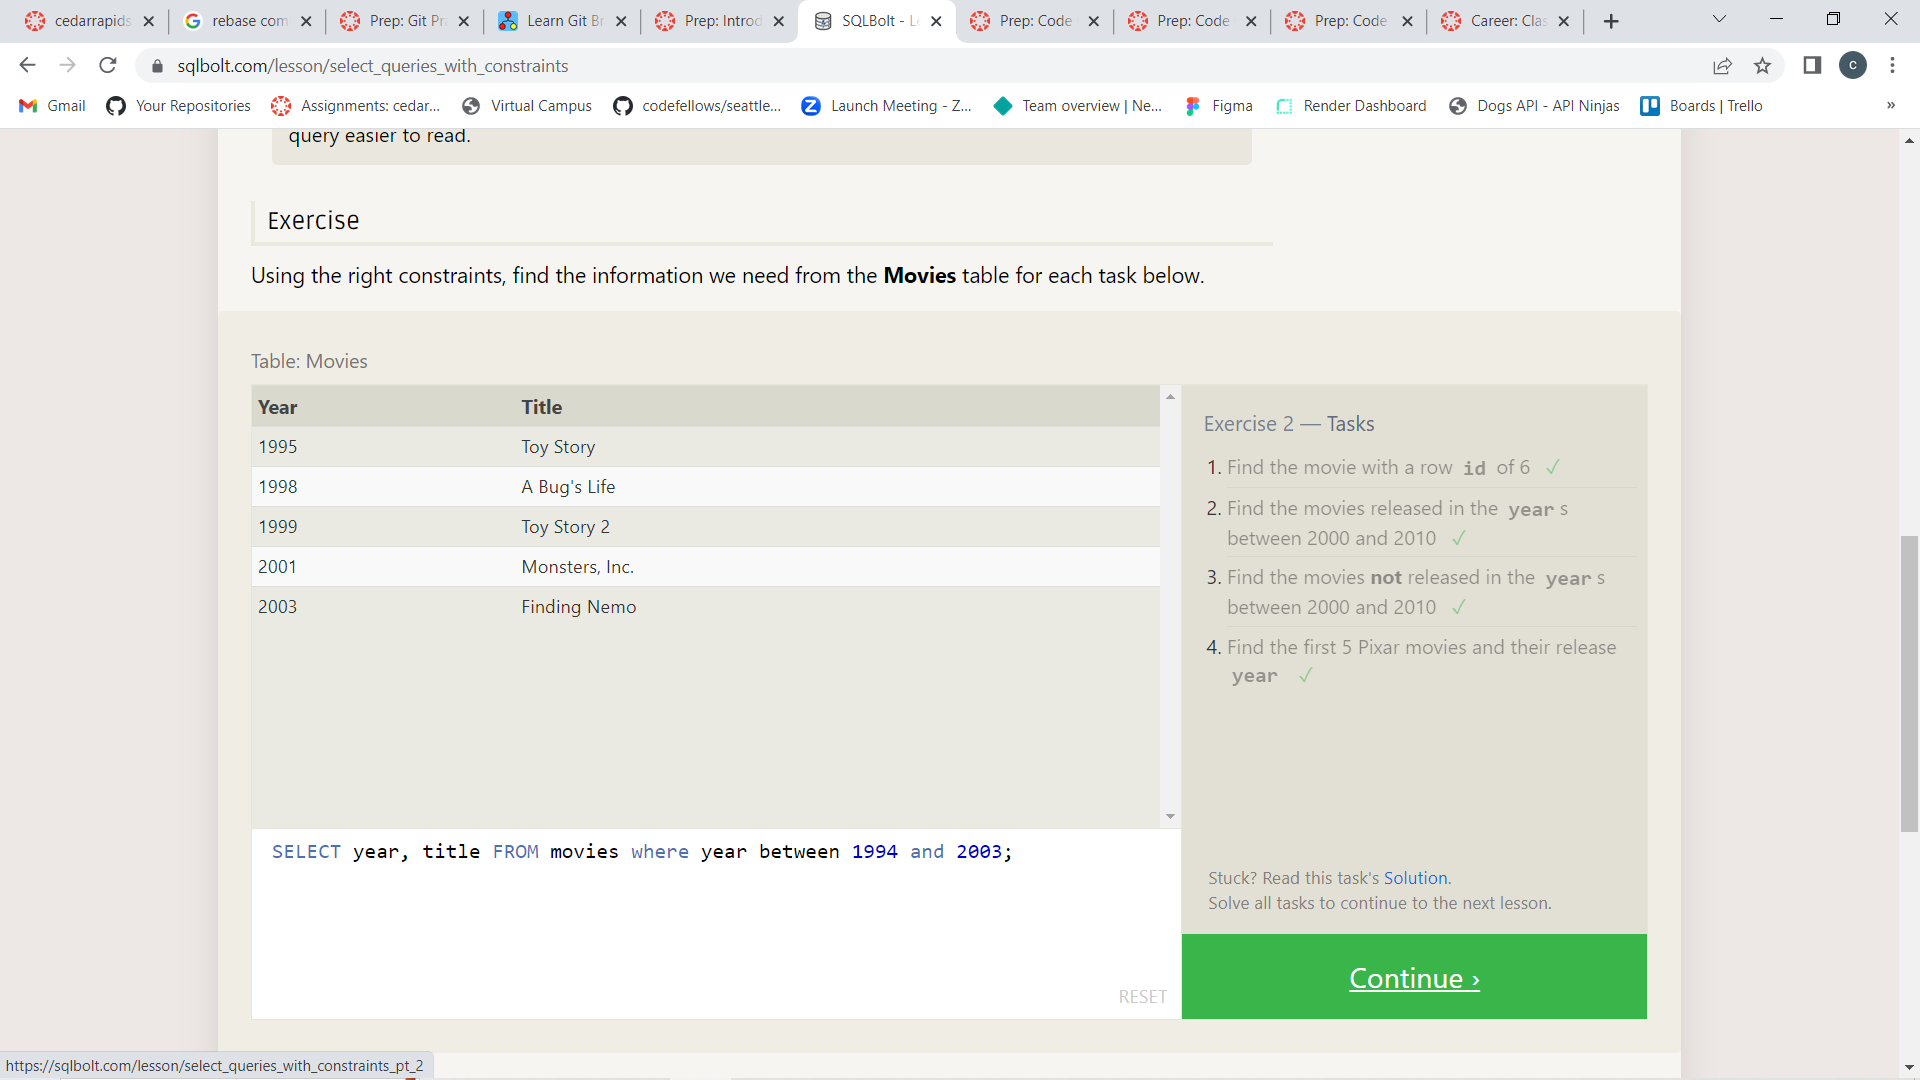 cedarrapids
rebase com
Prep: Git Pra
Learn Git Br
Prep: Introd
SQLBolt - Le
Prep: Code
Prep: Code
Prep: Code
Career: Clas
sqlbolt.com/lesson/select_queries_with_constraints
C
Gmail
Your Repositories
Assignments: cedar...
Virtual Campus
codefellows/seattle...
Launch Meeting - Z...
Team overview | Ne...
Figma
Render Dashboard
Dogs API - API Ninjas
Boards | Trello
»
query easier to read.
Exercise
Using the right constraints, find the information we need from the Movies table for each task below.
Table: Movies
Year Title
1995 Toy Story
1998 A Bug's Life
1999 Toy Story 2
2001 Monsters, Inc.
2003 Finding Nemo
SELECT year, title FROM movies where year between 1994 and 2003;
RESET
Exercise 2 — Tasks
1. Find the movie with a row id of 6 ✓
2. Find the movies released in the year s
between 2000 and 2010 ✓
3. Find the movies not released in the year s
between 2000 and 2010 ✓
4. Find the first 5 Pixar movies and their release
year ✓
Stuck? Read this task's Solution.
Solve all tasks to continue to the next lesson.
Continue ›
https://sqlbolt.com/lesson/select_queries_with_constraints_pt_2